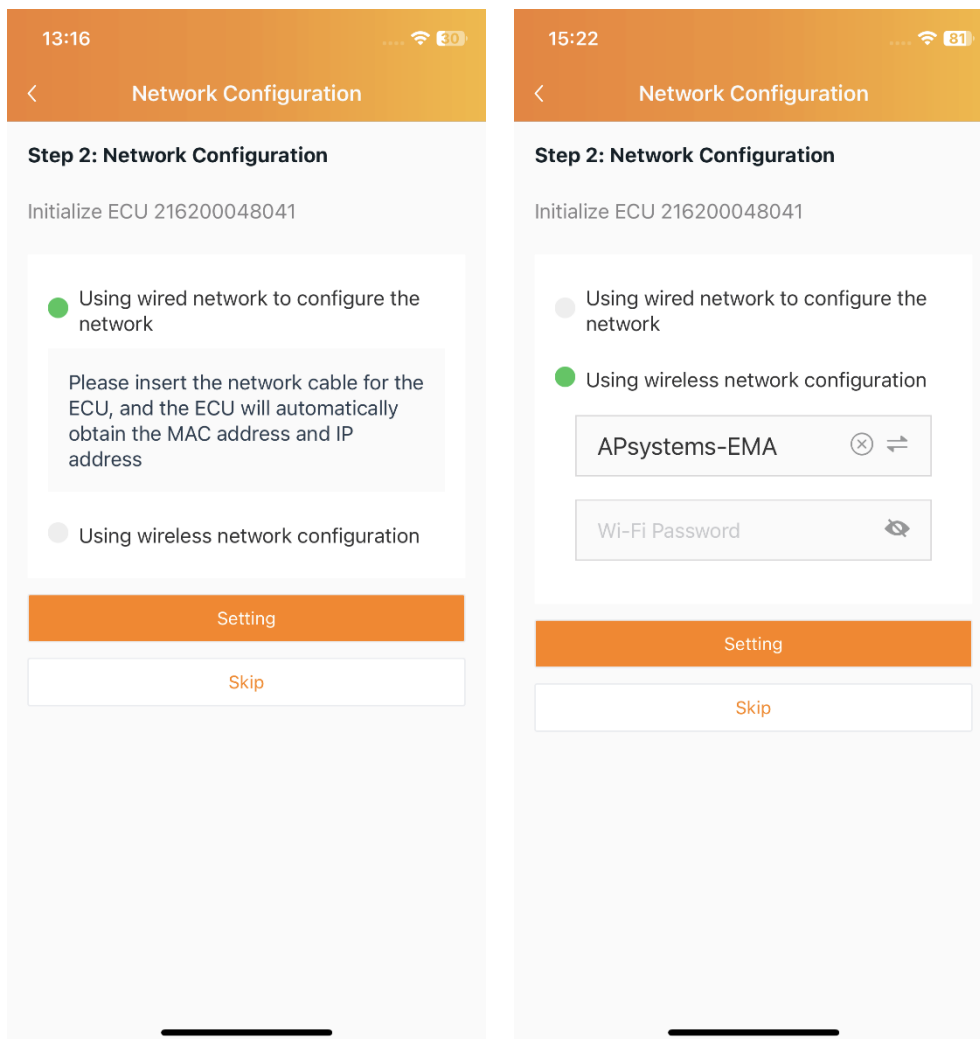 13:16
30
Network Configuration
Step 2: Network Configuration
Initialize ECU 216200048041
Using wired network to configure the
network
Please insert the network cable for the
ECU, and the ECU will automatically
obtain the MAC address and IP
address
Using wireless network configuration
Setting
Skip
15:22
81
Network Configuration
Step 2: Network Configuration
Initialize ECU 216200048041
Using wired network to configure the
network
Using wireless network configuration
APsystems-EMA
Wi-Fi Password
Setting
Skip